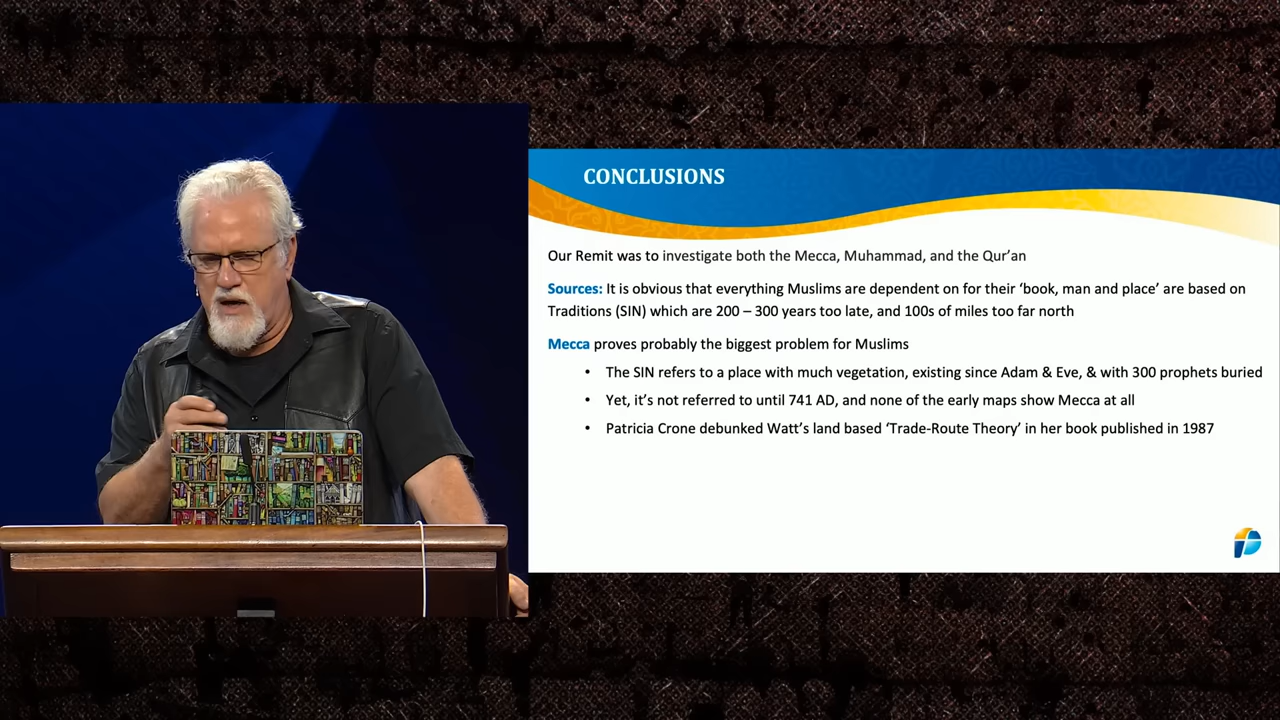 CONCLUSIONS
Our Remit was to investigate both the Mecca, Muhammad, and the Qur’an
Sources: It is obvious that everything Muslims are dependent on for their ‘book, man and place’ are based on
Traditions (SIN) which are 200 – 300 years too late, and 100s of miles too far north
Mecca proves probably the biggest problem for Muslims
• The SIN refers to a place with much vegetation, existing since Adam & Eve, & with 300 prophets buried
• Yet, it’s not referred to until 741 AD, and none of the early maps show Mecca at all
• Patricia Crone debunked Watt’s land based ‘Trade-Route Theory’ in her book published in 1987